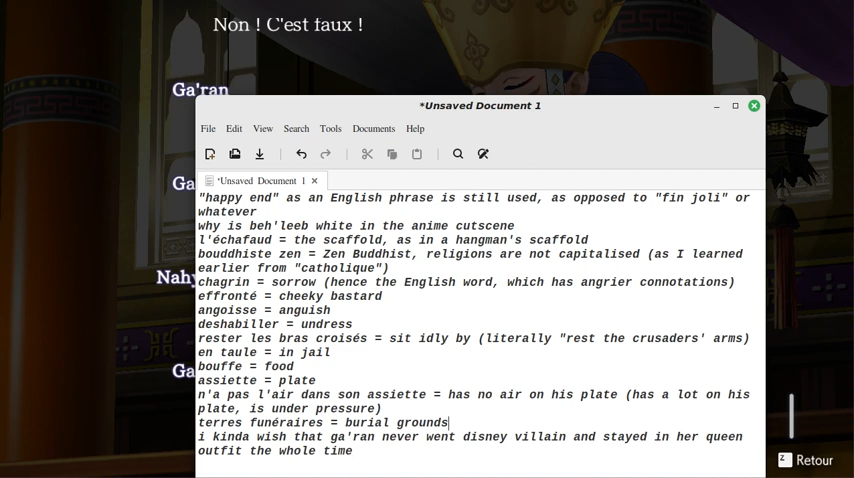 Non ! C'est faux !
Ga'ran
*Unsaved Document 1
File Edit View Search Tools Documents Help
*Unsaved Document 1
"happy end" as an English phrase is still used, as opposed to "fin joli" or
whatever
why is beh'leeb white in the anime cutscene
l'échafaud = the scaffold, as in a hangman's scaffold
bouddhiste zen = Zen Buddhist, religions are not capitalised (as I learned
earlier from "catholique")
chagrin = sorrow (hence the English word, which has angrier connotations)
effronté = cheeky bastard
angoisse = anguish
deshabiller = undress
rester les bras croisés = sit idly by (literally "rest the crusaders' arms)
en taule = in jail
bouffe = food
assiette = plate
n'a pas l'air dans son assiette = has no air on his plate (has a lot on his
plate, is under pressure)
terres funéraires = burial grounds
i kinda wish that ga'ran never went disney villain and stayed in her queen
outfit the whole time
Ga
Nahy
Ga
Z Retour